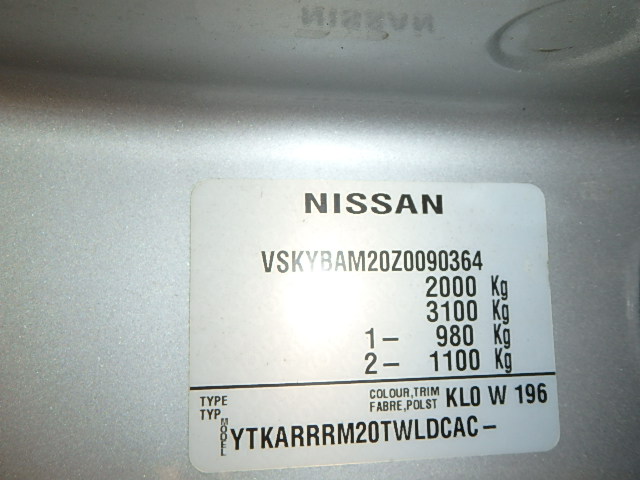 NISSAN
NISSAN
VSKYBAM20Z0090364
2000 Kg
3100 Kg
1- 980 Kg
2- 1100 Kg
TYPE COLOUR,TRIM KL0 W 196
TYP FABRE,POLST
MODEL YTKARRRM20TWLDCAC-